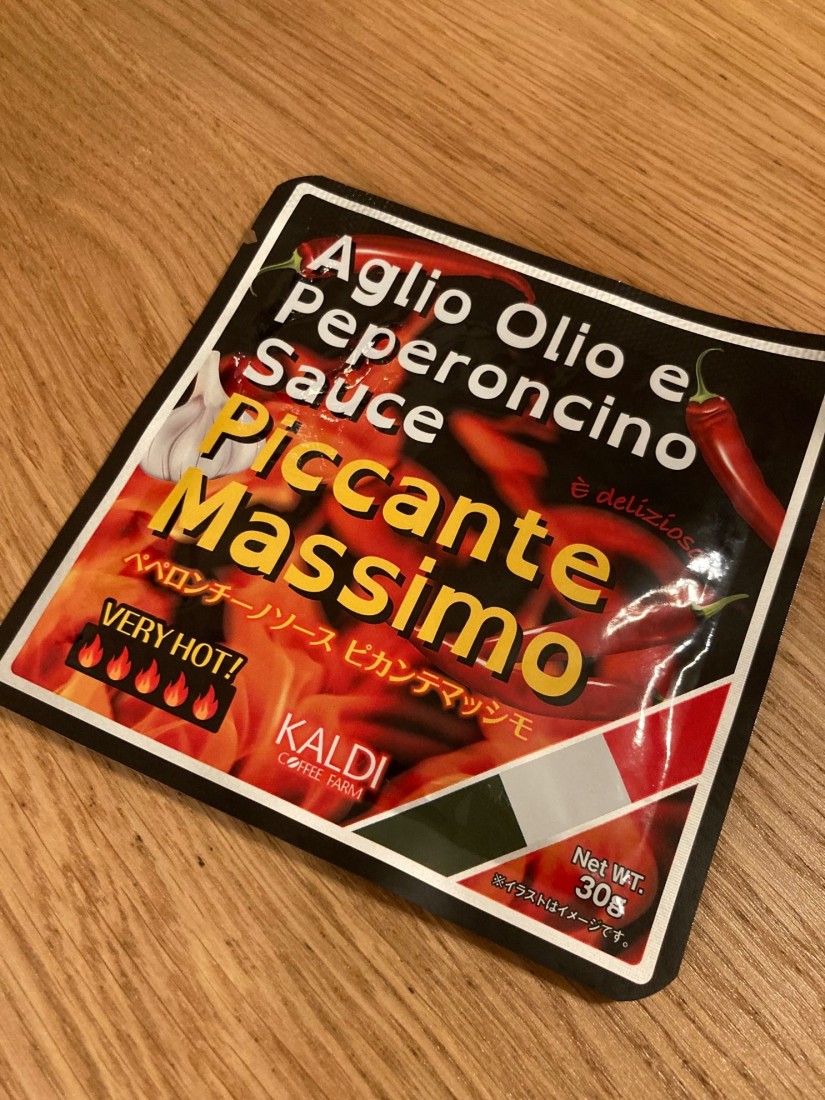 Aglio Olio e
Peperoncino
Sauce
Piccante
Massimo
È delizioso
ペペロンチーノソース ピカンテマッシモ
VERY HOT!
KALDI
COFFEE FARM
Net WT.
30g
※イラストはイメージです。